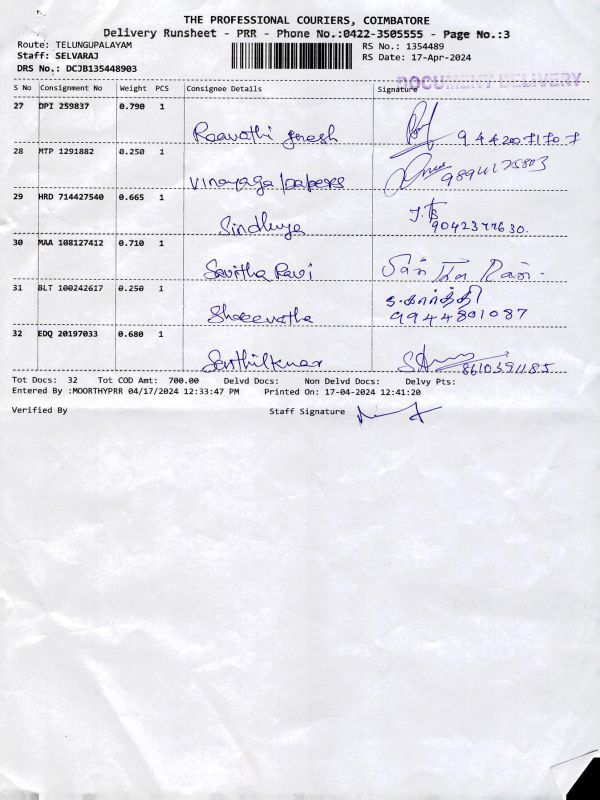 THE PROFESSIONAL COURIERS, COIMBATORE
Delivery Runsheet - PRR - Phone No.:0422-3505555 - Page No.:3
Route: TELUNGUPALAYAM RS No.: 1354489
Staff: SELVARAJ RS Date: 17-Apr-2024
DRS No.: DCJB135448903
DOCUMENT DELIVERY
S No Consignment No Weight PCS Consignee Details Signature
27 DPI 259837 0.790 1
28 MTP 1291882 0.250 1
Vinayaga papers
29 HRD 714427540 0.665 1
Sindhuja
9042377630.
30 MAA 108127412 0.710 1
Savitha Ravi
31 BLT 100242617 0.250 1
த.கார்த்தி
9944801087
32 EDQ 20197033 0.680 1
Senthilkumar 8610391185
Tot Docs: 32 Tot COD Amt: 700.00 Delvd Docs: Non Delvd Docs: Delvy Pts:
Entered By :MOORTHYPRR 04/17/2024 12:33:47 PM Printed On: 17-04-2024 12:41:20
Verified By Staff Signature